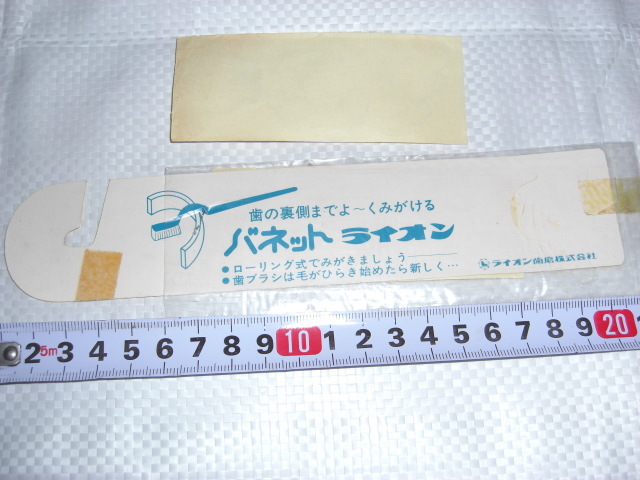 歯の裏側までよ〜くみがける
バネット ライオン
●ローリング式でみがきましょう
●歯ブラシは毛がひらき始めたら新しく…
ライオン歯磨株式会社
2 5m 3 4 5 6 7 8 9 10 1 2 3 4 5 6 7 8 9 20 1